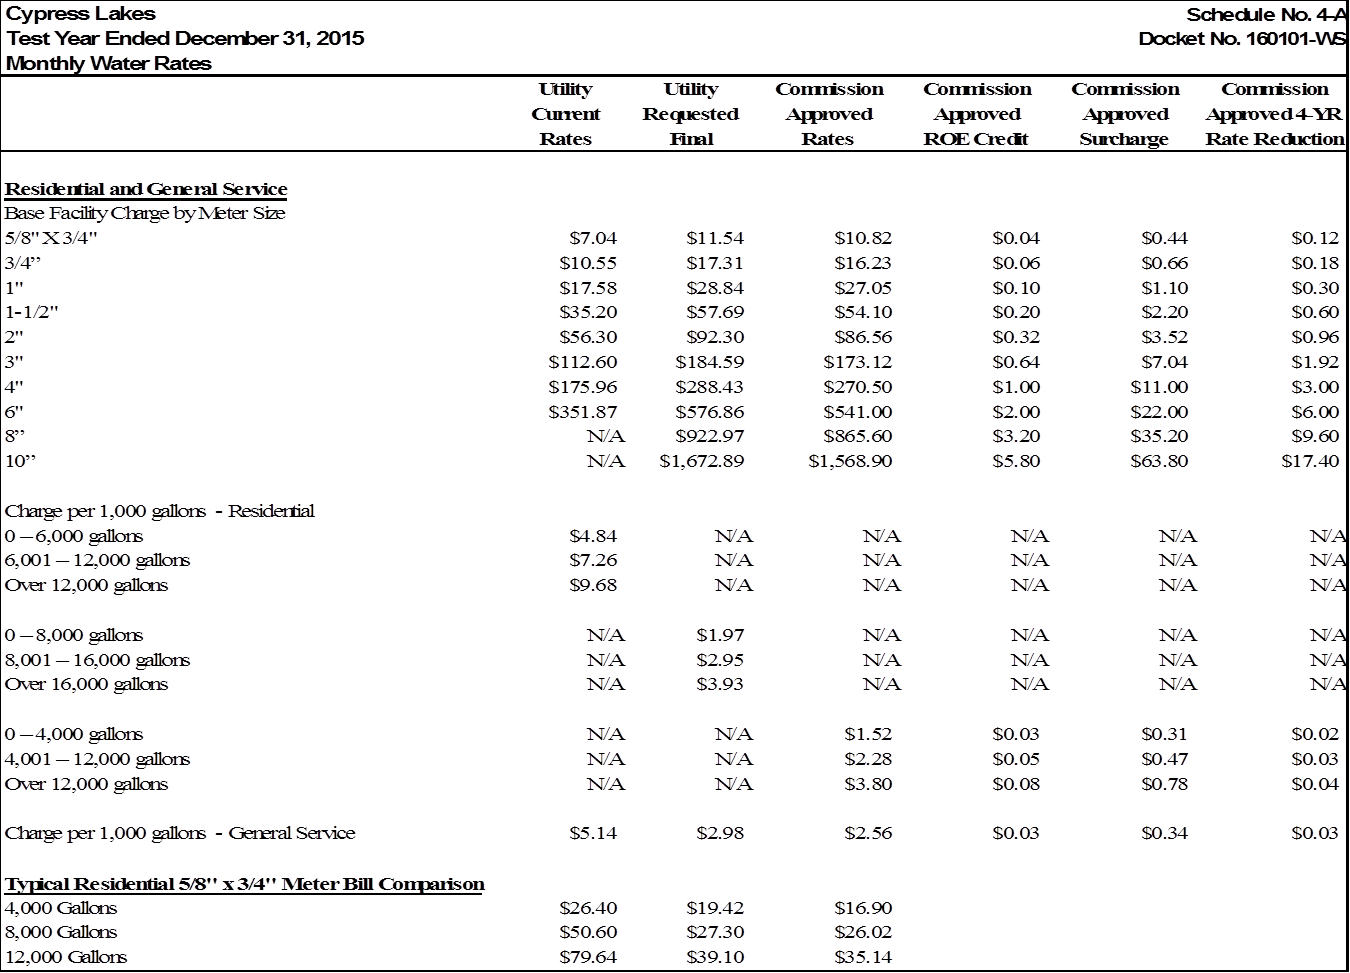 Cypress Lakes Schedule No. 4-A
Test Year Ended December 31, 2015 Docket No. 160101-WS
Monthly Water Rates
Utility Utility Commission Commission Commission Commission
Current Requested Approved Approved Approved Approved 4-YR
Rates Final Rates ROE Credit Surcharge Rate Reduction
Residential and General Service
Base Facility Charge by Meter Size
5/8" X 3/4" $7.04 $11.54 $10.82 $0.04 $0.44 $0.12
3/4” $10.55 $17.31 $16.23 $0.06 $0.66 $0.18
1" $17.58 $28.84 $27.05 $0.10 $1.10 $0.30
1-1/2" $35.20 $57.69 $54.10 $0.20 $2.20 $0.60
2" $56.30 $92.30 $86.56 $0.32 $3.52 $0.96
3" $112.60 $184.59 $173.12 $0.64 $7.04 $1.92
4" $175.96 $288.43 $270.50 $1.00 $11.00 $3.00
6" $351.87 $576.86 $541.00 $2.00 $22.00 $6.00
8” N/A $922.97 $865.60 $3.20 $35.20 $9.60
10” N/A $1,672.89 $1,568.90 $5.80 $63.80 $17.40
Charge per 1,000 gallons - Residential
0 – 6,000 gallons $4.84 N/A N/A N/A N/A N/A
6,001 – 12,000 gallons $7.26 N/A N/A N/A N/A N/A
Over 12,000 gallons $9.68 N/A N/A N/A N/A N/A
0 – 8,000 gallons N/A $1.97 N/A N/A N/A N/A
8,001 – 16,000 gallons N/A $2.95 N/A N/A N/A N/A
Over 16,000 gallons N/A $3.93 N/A N/A N/A N/A
0 – 4,000 gallons N/A N/A $1.52 $0.03 $0.31 $0.02
4,001 – 12,000 gallons N/A N/A $2.28 $0.05 $0.47 $0.03
Over 12,000 gallons N/A N/A $3.80 $0.08 $0.78 $0.04
Charge per 1,000 gallons - General Service $5.14 $2.98 $2.56 $0.03 $0.34 $0.03
Typical Residential 5/8" x 3/4" Meter Bill Comparison
4,000 Gallons $26.40 $19.42 $16.90
8,000 Gallons $50.60 $27.30 $26.02
12,000 Gallons $79.64 $39.10 $35.14